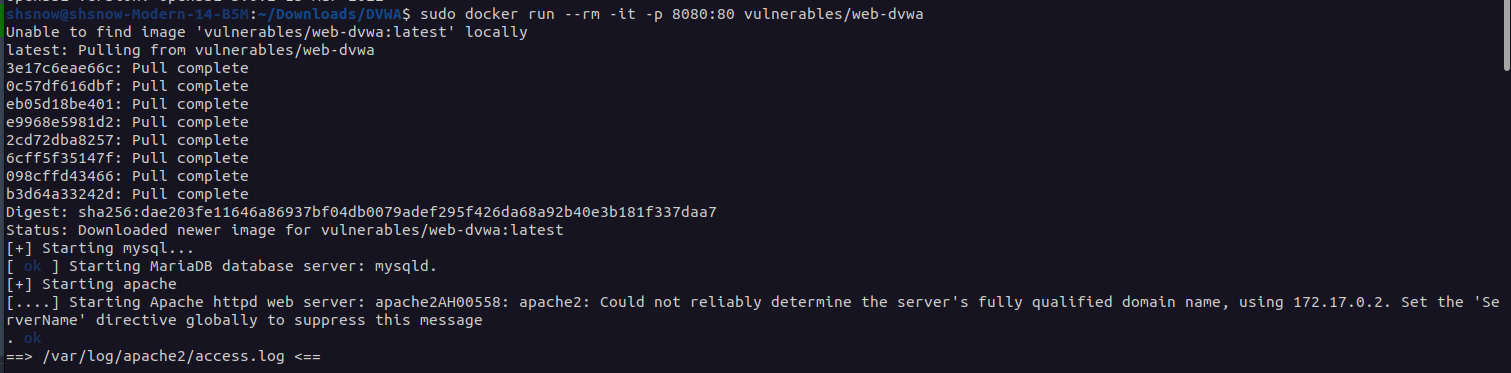 shsnow@shsnow-Modern-14-B5M:~/Downloads/DVWA$ sudo docker run --rm -it -p 8080:80 vulnerables/web-dvwa
Unable to find image 'vulnerables/web-dvwa:latest' locally
latest: Pulling from vulnerables/web-dvwa
3e17c6eae66c: Pull complete
0c57df616dbf: Pull complete
eb05d18be401: Pull complete
e9968e5981d2: Pull complete
2cd72dba8257: Pull complete
6cff5f35147f: Pull complete
098cffd43466: Pull complete
b3d64a33242d: Pull complete
Digest: sha256:dae203fe11646a86937bf04db0079adef295f426da68a92b40e3b181f337daa7
Status: Downloaded newer image for vulnerables/web-dvwa:latest
[+] Starting mysql...
[ ok ] Starting MariaDB database server: mysqld.
[+] Starting apache
[....] Starting Apache httpd web server: apache2AH00558: apache2: Could not reliably determine the server's fully qualified domain name, using 172.17.0.2. Set the 'Se
rverName' directive globally to suppress this message
. ok
==> /var/log/apache2/access.log <==